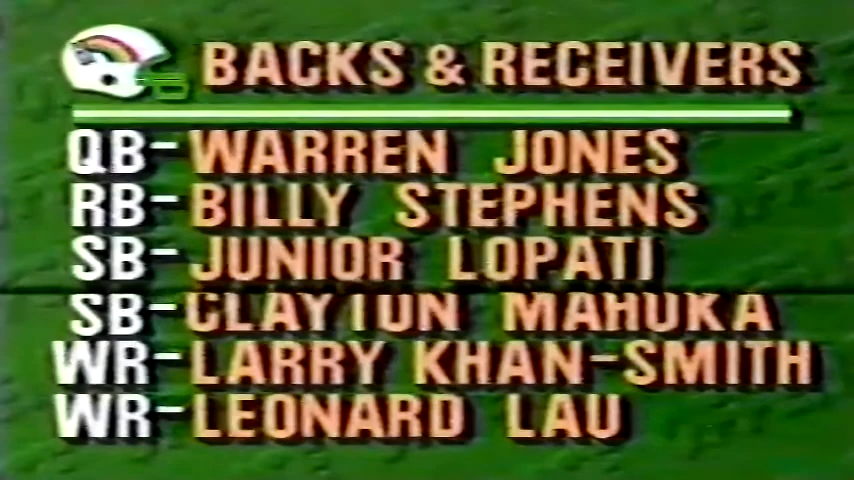 BACKS & RECEIVERS
QB-WARREN JONES
RB-BILLY STEPHENS
SB-JUNIOR LOPATI
SB-CLAYTON MAHUKA
WR-LARRY KHAN-SMITH
WR-LEONARD LAU